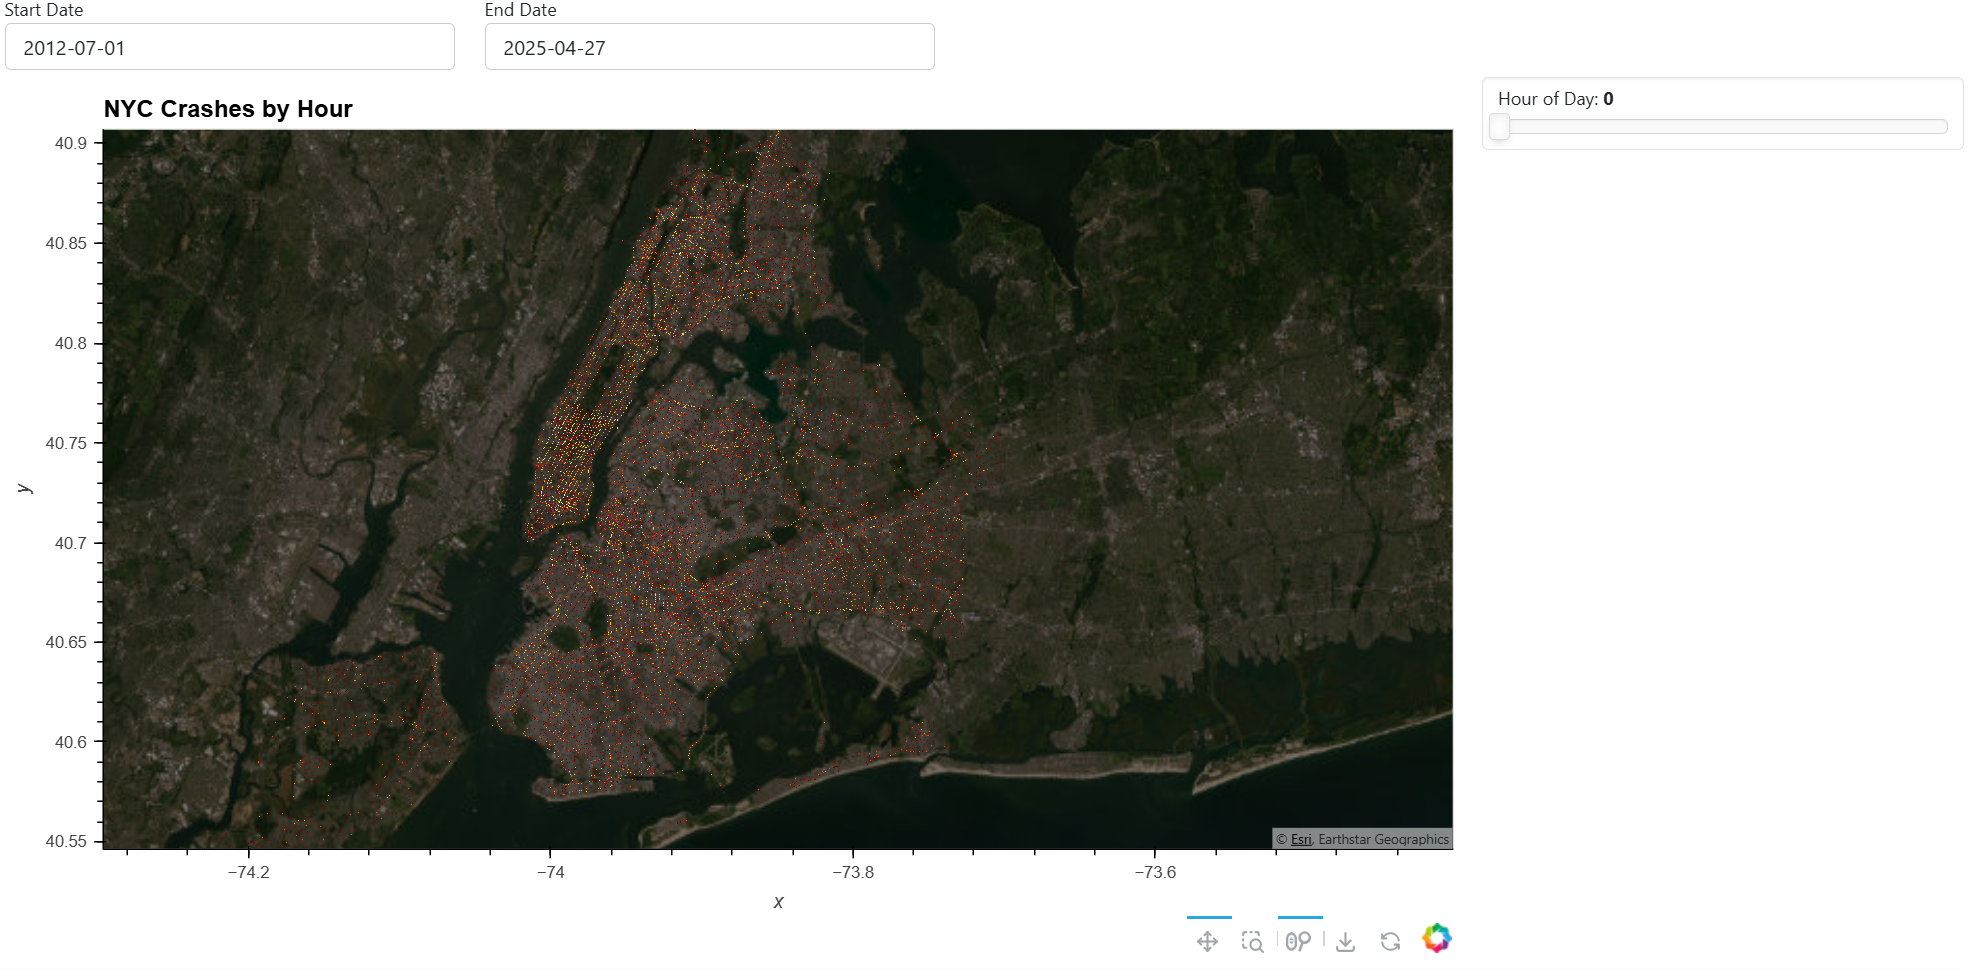 Start Date
End Date
2012-07-01
2025-04-27
Hour of Day: 0
NYC Crashes by Hour
40.9
40.85
40.8
40.75
y
40.7
40.65
40.6
40.55
© Esri, Earthstar Geographics
−74.2
−74
−73.8
−73.6
x